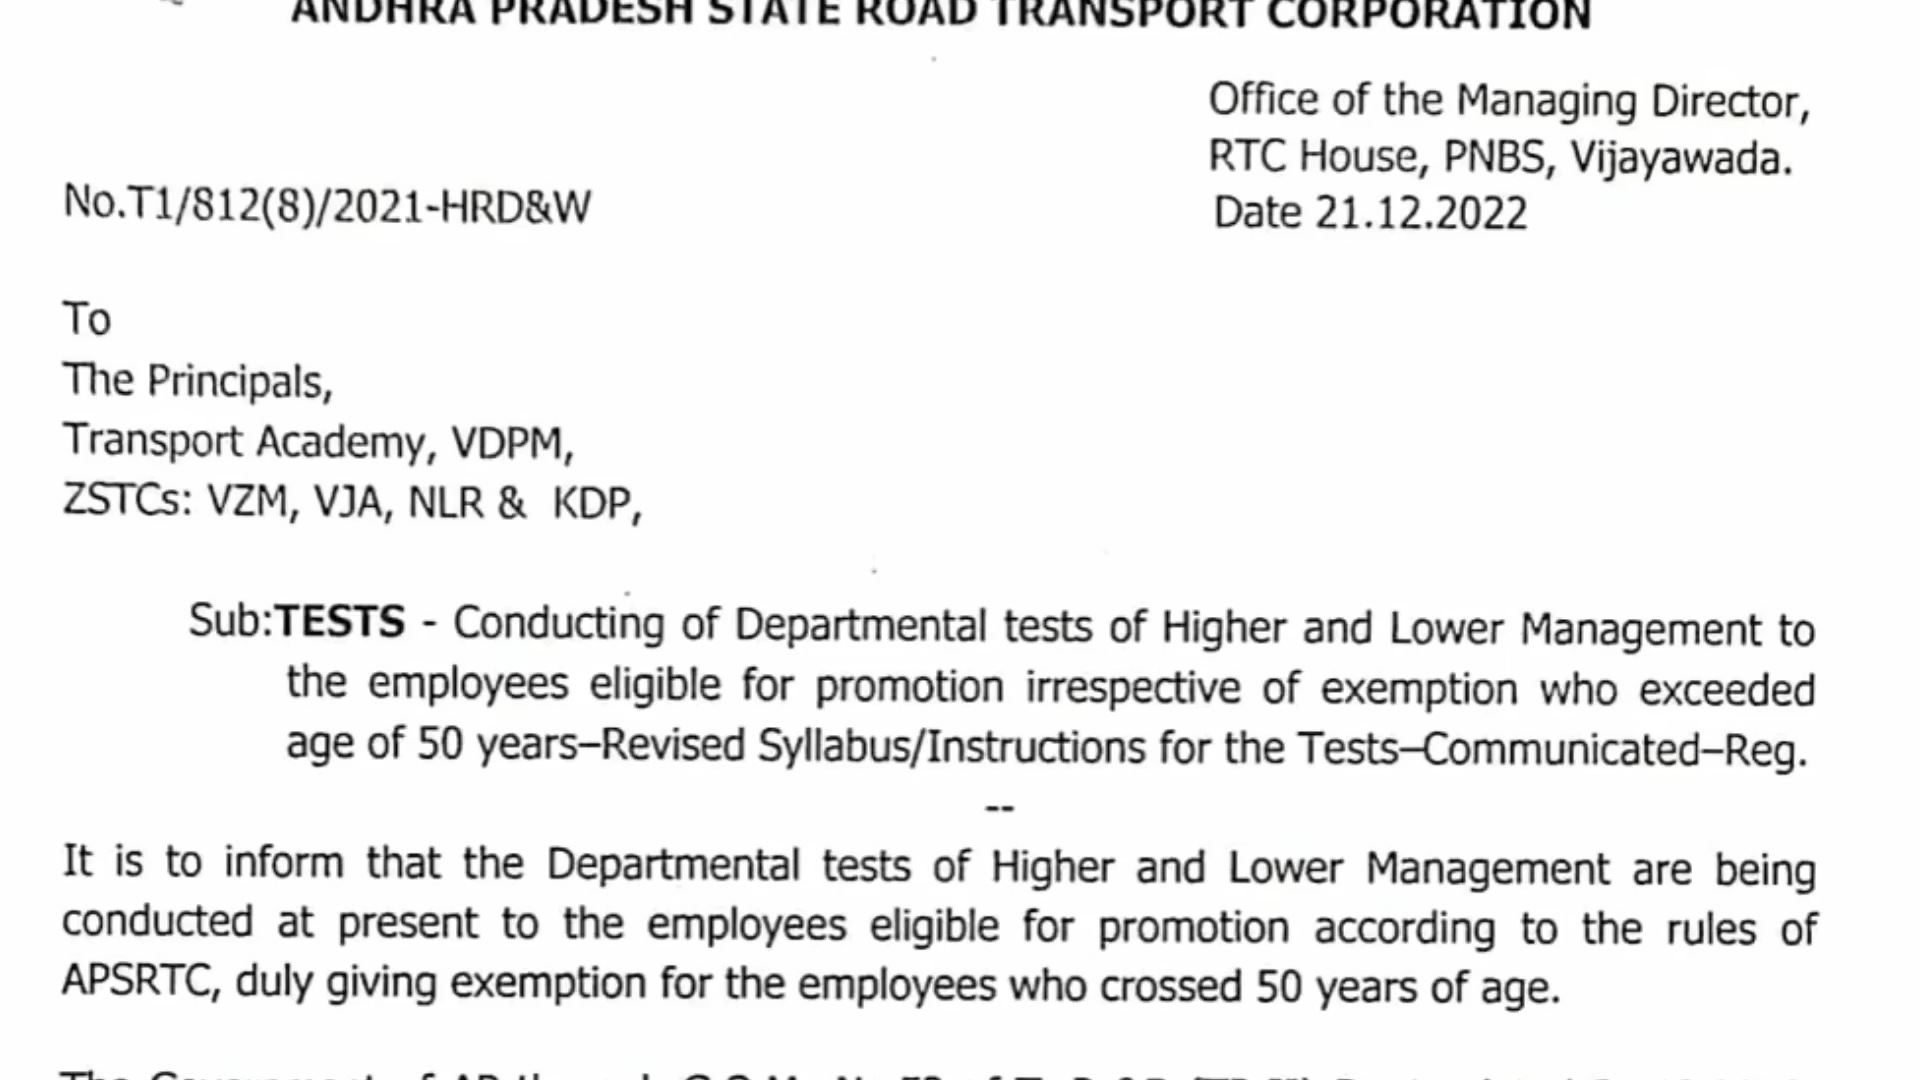 ANDHRA PRADESH STATE ROAD TRANSPORT CORPORATION
Office of the Managing Director,
RTC House, PNBS, Vijayawada.
No.T1/812(8)/2021-HRD&W
Date 21.12.2022
To
The Principals,
Transport Academy, VDPM,
ZSTCs: VZM, VJA, NLR & KDP,
Sub:TESTS - Conducting of Departmental tests of Higher and Lower Management to
the employees eligible for promotion irrespective of exemption who exceeded
age of 50 years–Revised Syllabus/Instructions for the Tests–Communicated–Reg.
--
It is to inform that the Departmental tests of Higher and Lower Management are being
conducted at present to the employees eligible for promotion according to the rules of
APSRTC, duly giving exemption for the employees who crossed 50 years of age.
The Government of AP